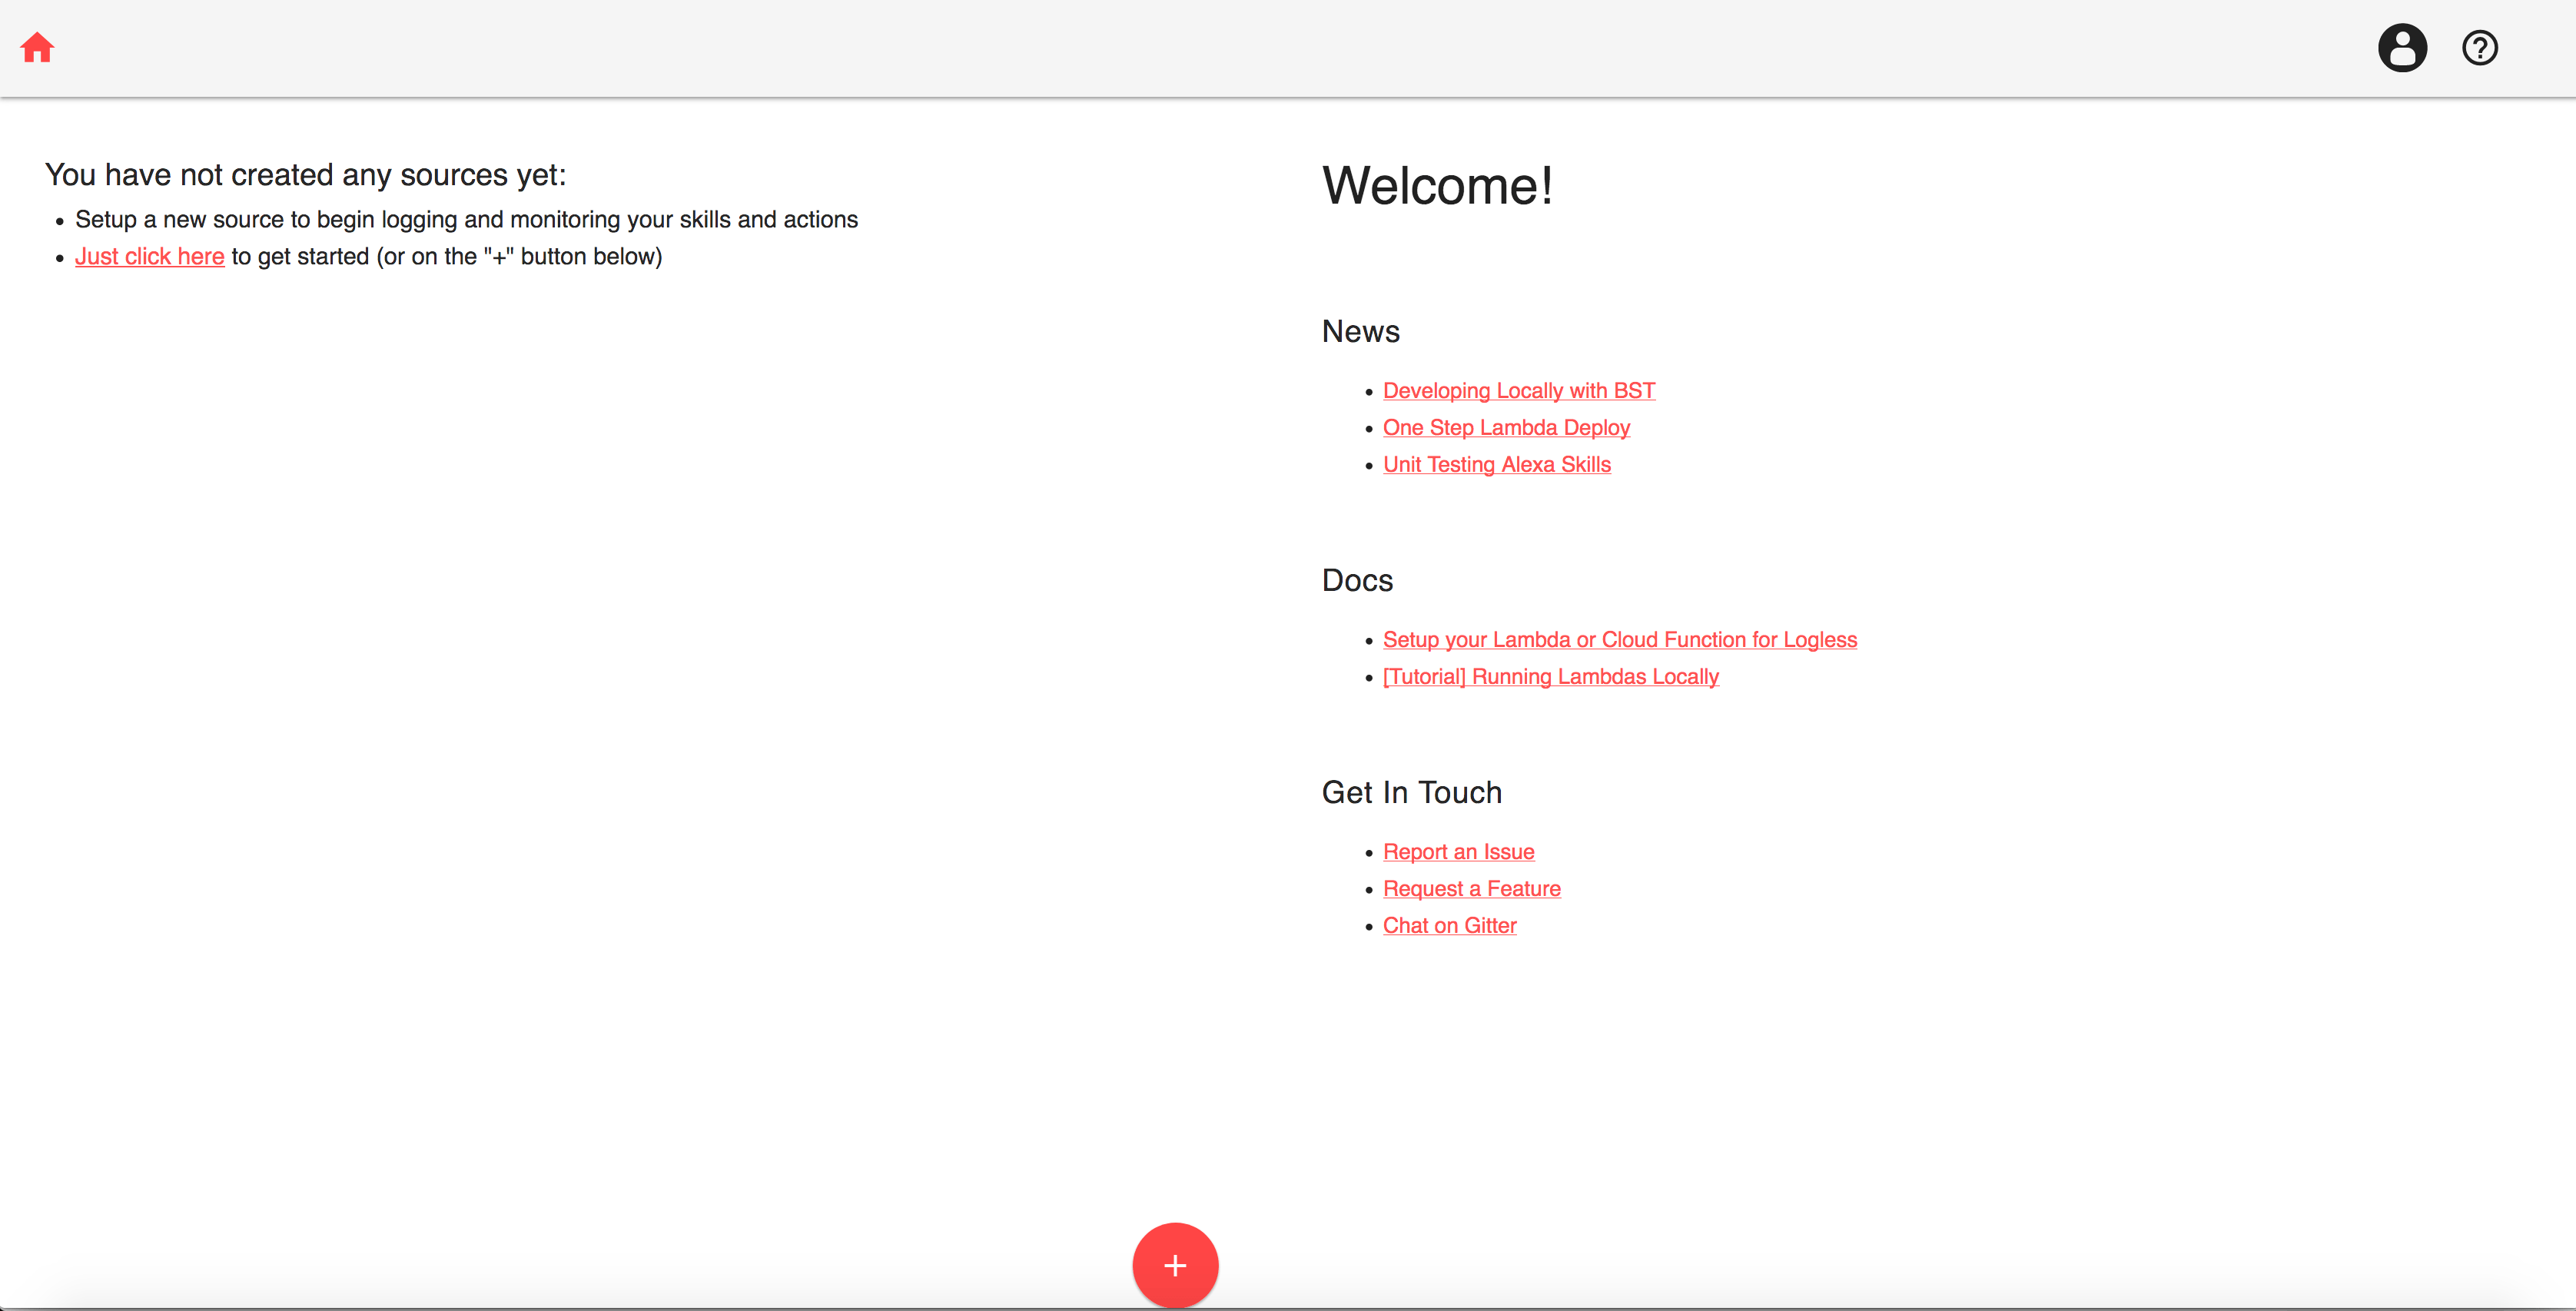 You have not created any sources yet:
Setup a new source to begin logging and monitoring your skills and actions
Just click here to get started (or on the "+" button below)
Welcome!
News
Developing Locally with BST
One Step Lambda Deploy
Unit Testing Alexa Skills
Docs
Setup your Lambda or Cloud Function for Logless
[Tutorial] Running Lambdas Locally
Get In Touch
Report an Issue
Request a Feature
Chat on Gitter
+